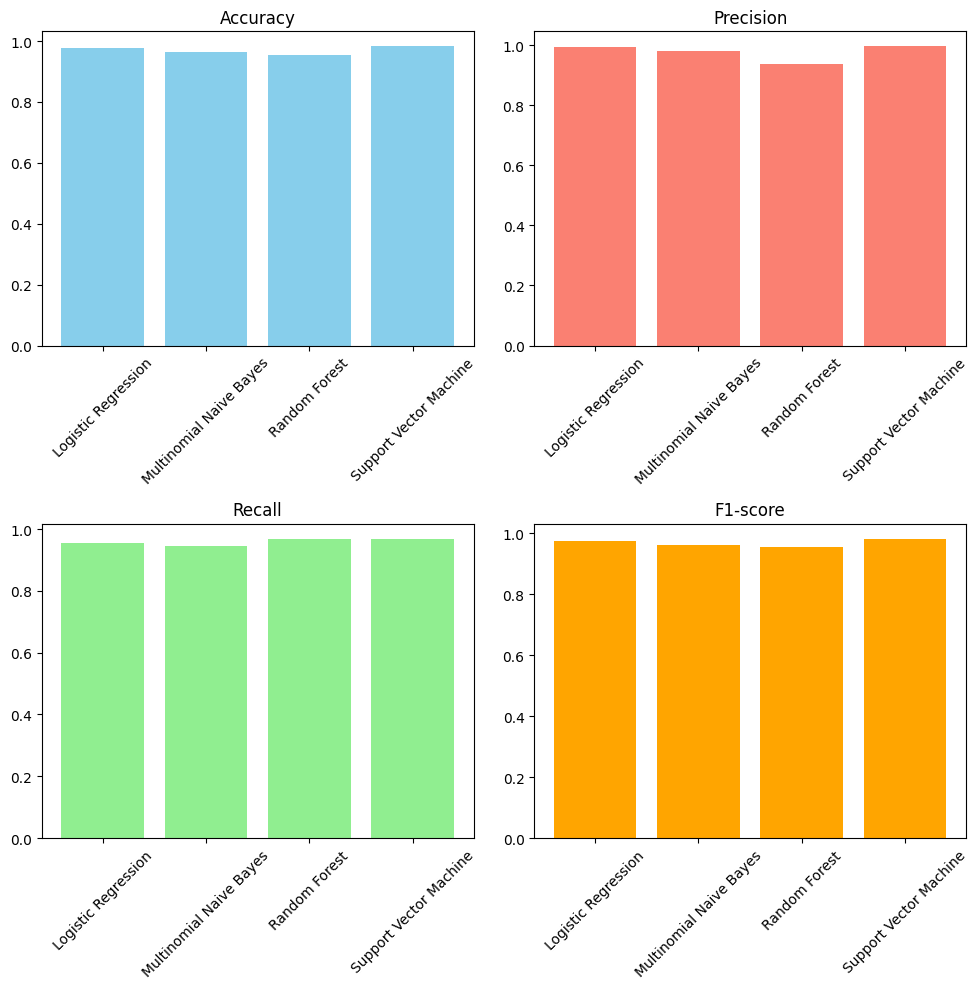 Accuracy
1.0
0.8
0.6
0.4
0.2
0.0
Logistic Regression
Multinomial Naive Bayes
Random Forest
Support Vector Machine
Precision
1.0
0.8
0.6
0.4
0.2
0.0
Logistic Regression
Multinomial Naive Bayes
Random Forest
Support Vector Machine
Recall
1.0
0.8
0.6
0.4
0.2
0.0
Logistic Regression
Multinomial Naive Bayes
Random Forest
Support Vector Machine
F1-score
1.0
0.8
0.6
0.4
0.2
0.0
Logistic Regression
Multinomial Naive Bayes
Random Forest
Support Vector Machine